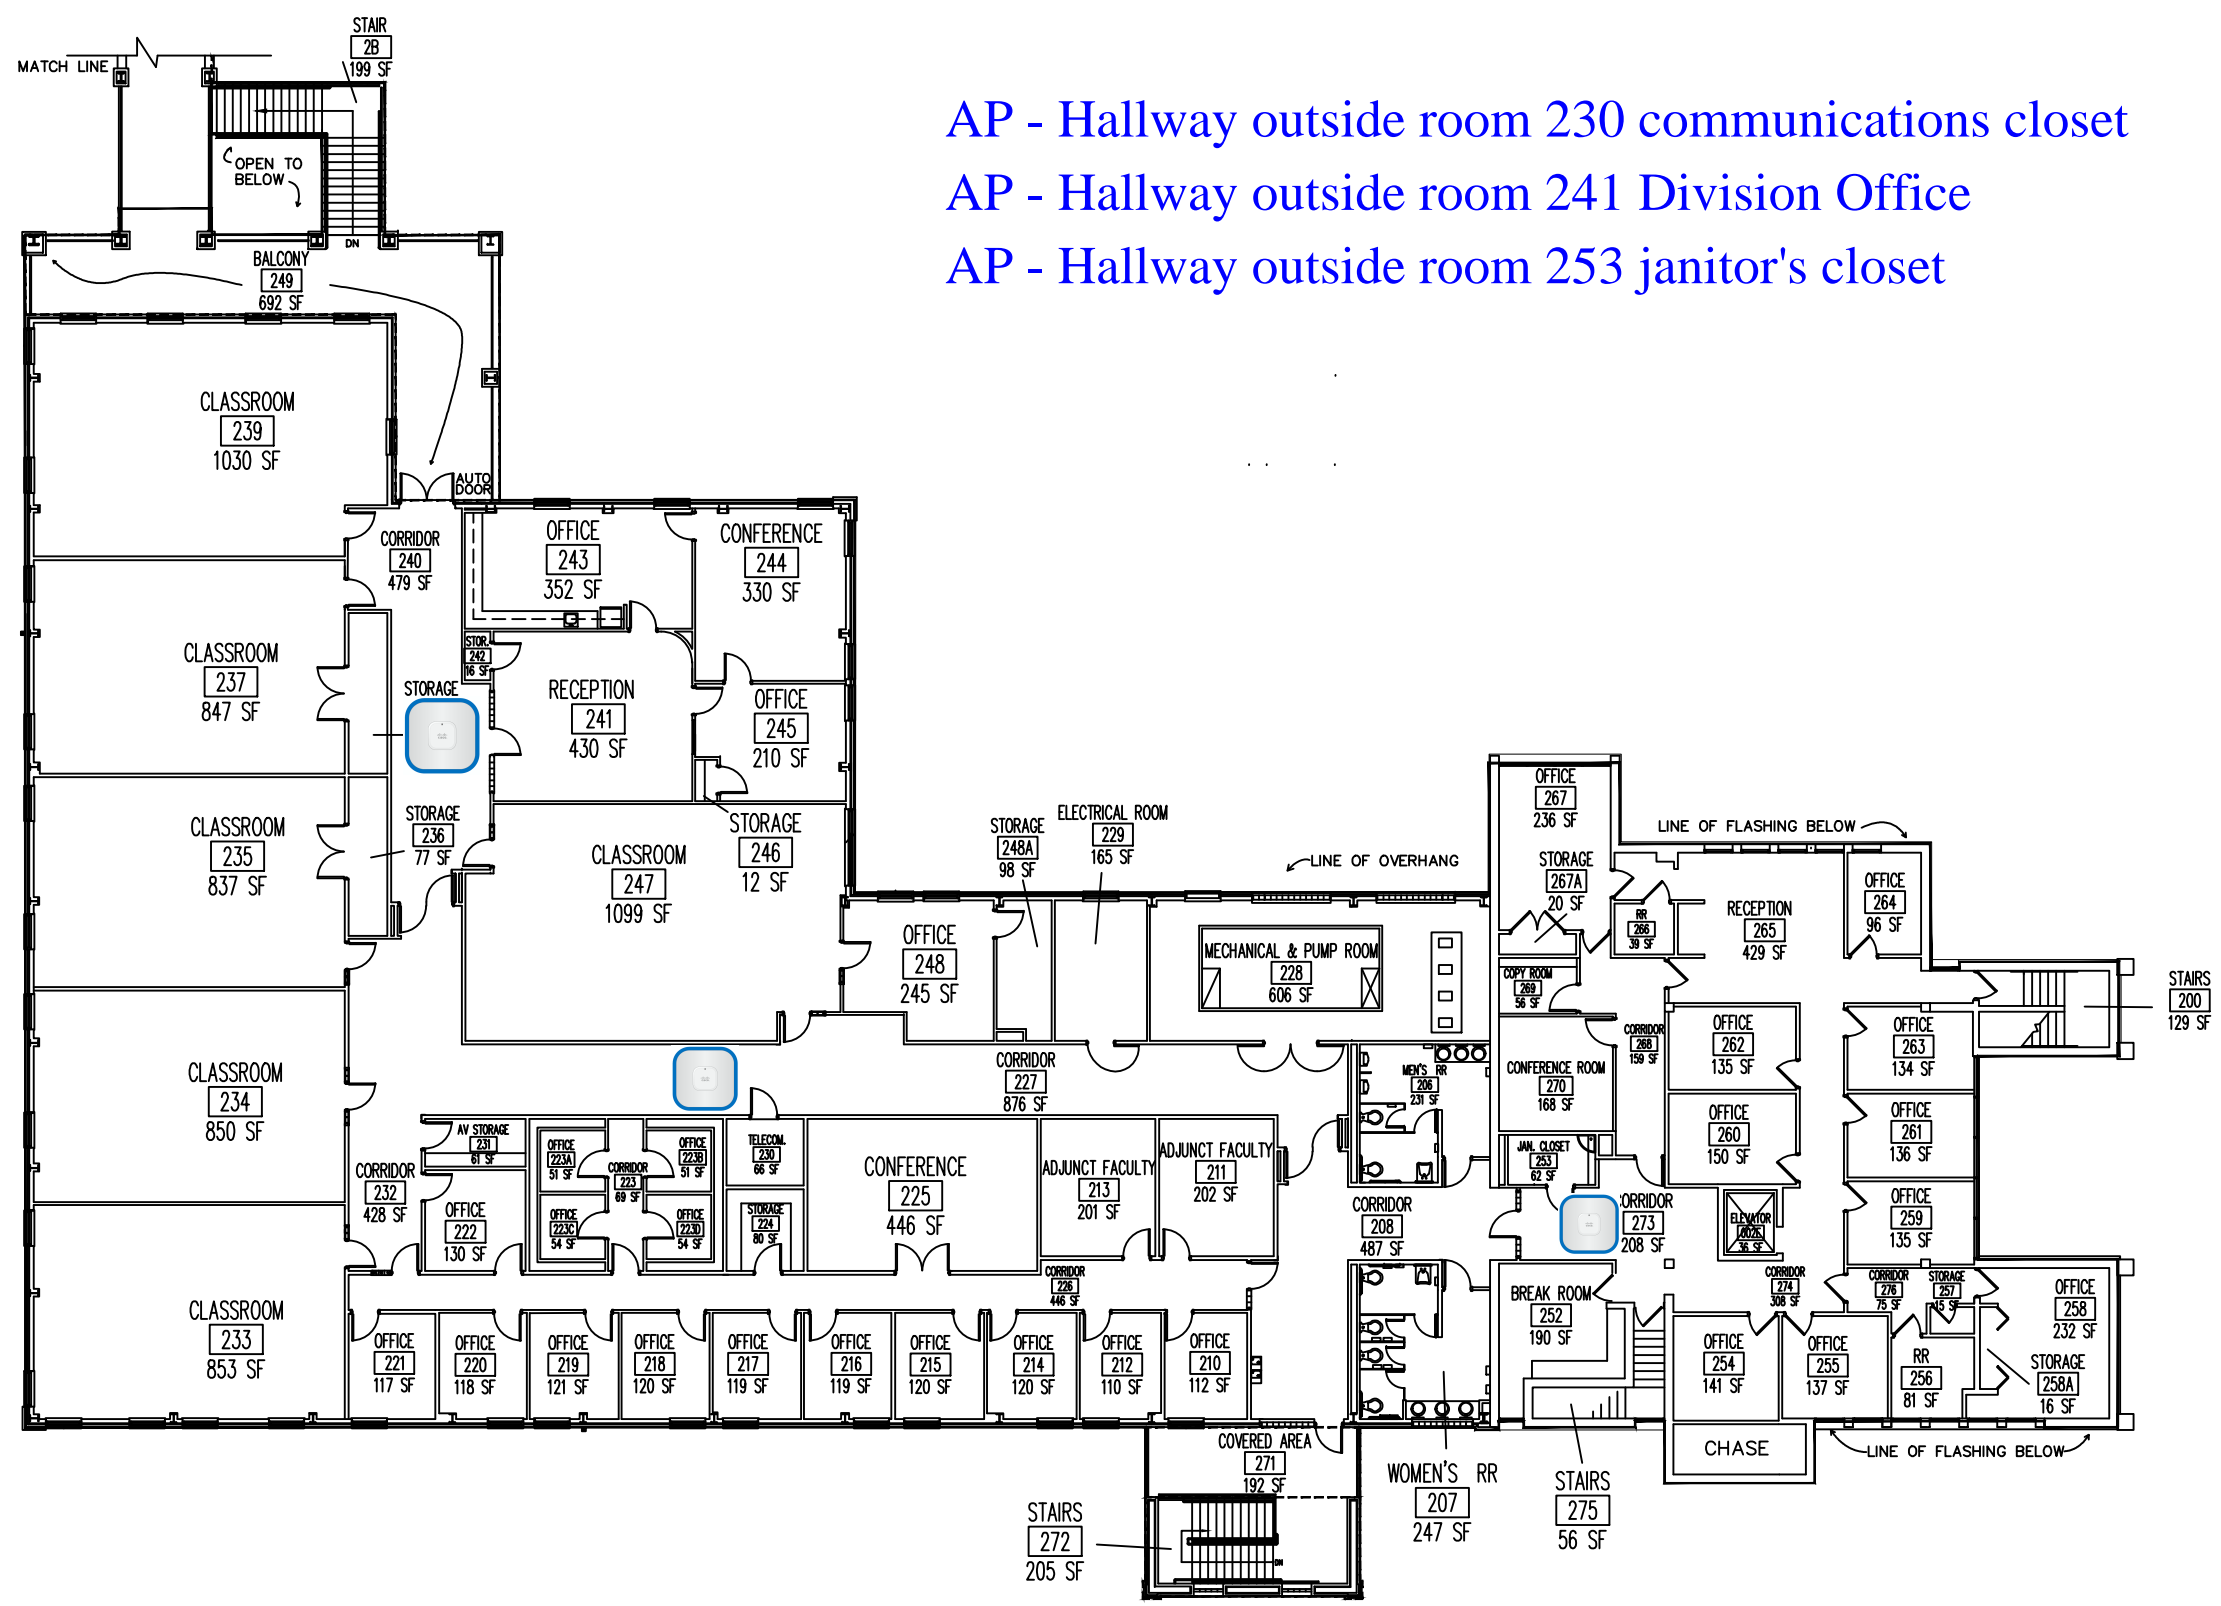 STAIR
2B
199 SF
MATCH LINE
OPEN TO
BELOW
DN
AP - Hallway outside room 230 communications closet
AP - Hallway outside room 241 Division Office
AP - Hallway outside room 253 janitor's closet
BALCONY
249
692 SF
CLASSROOM
239
1030 SF
AUTO
DOOR
CORRIDOR
240
479 SF
OFFICE
243
352 SF
CONFERENCE
244
330 SF
CLASSROOM
237
847 SF
STORAGE
STOR.
242
16 SF
RECEPTION
241
430 SF
OFFICE
245
210 SF
CLASSROOM
235
837 SF
STORAGE
236
77 SF
CLASSROOM
247
1099 SF
STORAGE
246
12 SF
STORAGE
248A
98 SF
ELECTRICAL ROOM
229
165 SF
LINE OF OVERHANG
OFFICE
248
245 SF
MECHANICAL & PUMP ROOM
228
606 SF
OFFICE
267
236 SF
LINE OF FLASHING BELOW
STORAGE
267A
20 SF
RR
266
39 SF
RECEPTION
265
429 SF
OFFICE
264
96 SF
COPY ROOM
269
56 SF
STAIRS
200
129 SF
CLASSROOM
234
850 SF
CORRIDOR
227
876 SF
MEN'S RR
206
231 SF
CONFERENCE ROOM
270
168 SF
CORRIDOR
268
159 SF
OFFICE
262
135 SF
OFFICE
263
134 SF
AV STORAGE
231
61 SF
OFFICE
223A
51 SF
OFFICE
223B
51 SF
CORRIDOR
223
69 SF
OFFICE
223C
54 SF
OFFICE
223D
54 SF
TELECOM.
230
66 SF
STORAGE
224
80 SF
CONFERENCE
225
446 SF
ADJUNCT FACULTY
213
201 SF
ADJUNCT FACULTY
211
202 SF
JAN. CLOSET
253
62 SF
OFFICE
260
150 SF
OFFICE
261
136 SF
CORRIDOR
232
428 SF
OFFICE
222
130 SF
CORRIDOR
208
487 SF
ORRIDOR
273
208 SF
ELEVATOR
36 SF
OFFICE
259
135 SF
CLASSROOM
233
853 SF
CORRIDOR
226
446 SF
BREAK ROOM
252
190 SF
CORRIDOR
274
308 SF
CORRIDOR
276
75 SF
STORAGE
257
15 SF
OFFICE
258
232 SF
OFFICE
221
117 SF
OFFICE
220
118 SF
OFFICE
219
121 SF
OFFICE
218
120 SF
OFFICE
217
119 SF
OFFICE
216
119 SF
OFFICE
215
120 SF
OFFICE
214
120 SF
OFFICE
212
110 SF
OFFICE
210
112 SF
OFFICE
254
141 SF
OFFICE
255
137 SF
RR
256
81 SF
STORAGE
258A
16 SF
COVERED AREA
271
192 SF
WOMEN'S RR
207
247 SF
STAIRS
275
56 SF
CHASE
LINE OF FLASHING BELOW
STAIRS
272
205 SF
DN